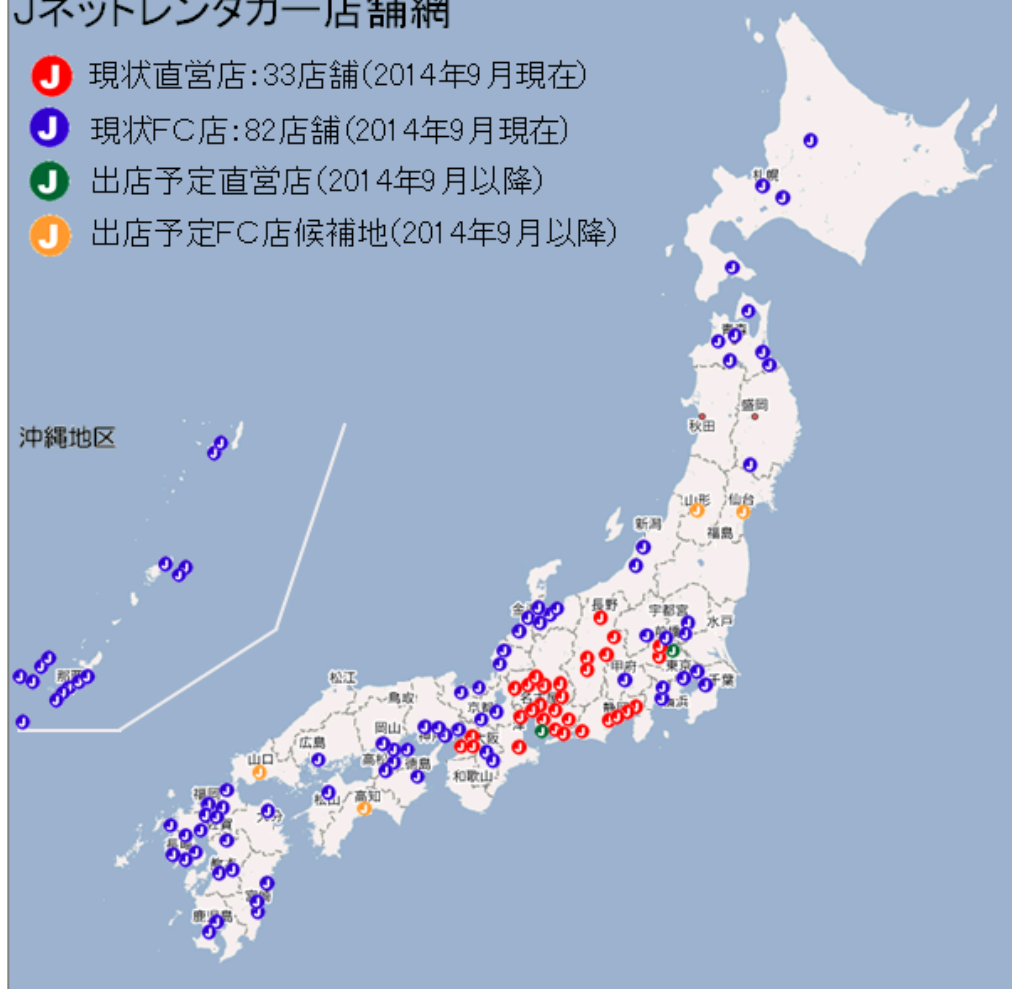 Jネットレンタカー店舗網
現状直営店:33店舗(2014年9月現在)
現状FC店:82店舗(2014年9月現在)
出店予定直営店(2014年9月以降)
出店予定FC店候補地(2014年9月以降)
札幌
青森
盛岡
秋田
沖縄地区
山形
仙台
新潟
福島
長野
宇都宮
水戸
前橋
東京
甲府
千葉
横浜
静岡
名古屋
津
京都
大阪
和歌山
松江
鳥取
岡山
広島
山口
高松
徳島
松山
高知
福岡
大分
佐賀
長崎
熊本
宮崎
鹿児島
那覇